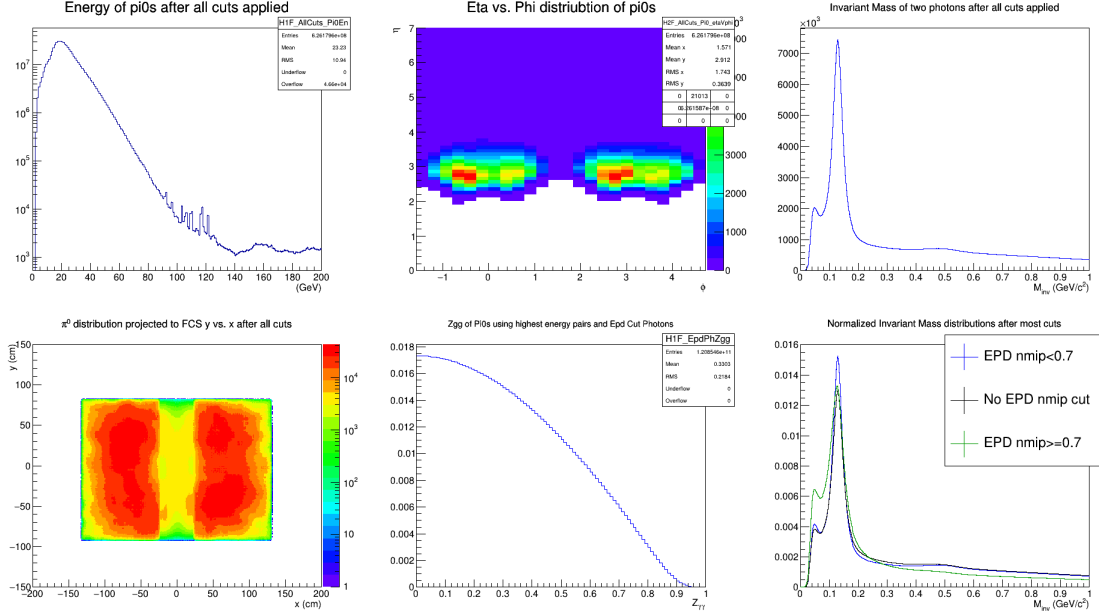 Energy of pi0s after all cuts applied
H1F_AllCuts_Pi0En
Entries 6.261796e+08
Mean 23.23
RMS 10.94
Underflow 0
Overflow 4.66e+04
10^7
10^6
10^5
10^4
10^3
0 20 40 60 80 100 120 140 160 180 200
(GeV)
Eta vs. Phi distriubtion of pi0s
H2F_AllCuts_Pi0_etaVphi
Entries 6.261796e+08
Mean x 1.571
Mean y 2.912
RMS x 1.743
RMS y 0.3639
0 21013 0
0 0
0 0 0
η
7
6
5
4
3
2
1
0
−1 0 1 2 3 4
ϕ
3000
2000
1000
0
Invariant Mass of two photons after all cuts applied
×10^3
7000
6000
5000
4000
3000
2000
1000
0
0 0.1 0.2 0.3 0.4 0.5 0.6 0.7 0.8 0.9 1
M_inv (GeV/c^2)
π^0 distribution projected to FCS y vs. x after all cuts
y (cm)
150
100
50
0
−50
−100
−150
−200 −150 −100 −50 0 50 100 150 200
x (cm)
10^4
10^3
10^2
10
1
Zgg of Pi0s using highest energy pairs and Epd Cut Photons
H1F_EpdPhZgg
Entries 1.208546e+11
Mean 0.3303
RMS 0.2184
Underflow 0
Overflow 0
0.018
0.016
0.014
0.012
0.01
0.008
0.006
0.004
0.002
0
0 0.1 0.2 0.3 0.4 0.5 0.6 0.7 0.8 0.9 1
Z_γγ
Normalized Invariant Mass distributions after most cuts
EPD nmip<0.7
No EPD nmip cut
EPD nmip>=0.7
0.016
0.014
0.012
0.01
0.008
0.006
0.004
0.002
0
0 0.1 0.2 0.3 0.4 0.5 0.6 0.7 0.8 0.9 1
M_inv (GeV/c^2)